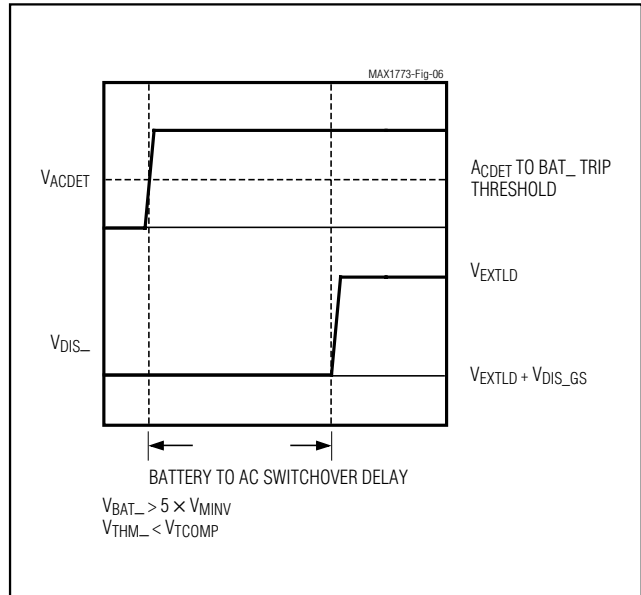 MAX1773-Fig-06
VACDET
ACDET TO BAT_ TRIP
THRESHOLD
VEXTLD
VDIS_
VEXTLD + VDIS_GS
BATTERY TO AC SWITCHOVER DELAY
VBAT_ > 5 × VMINV
VTHM_ < VTCOMP